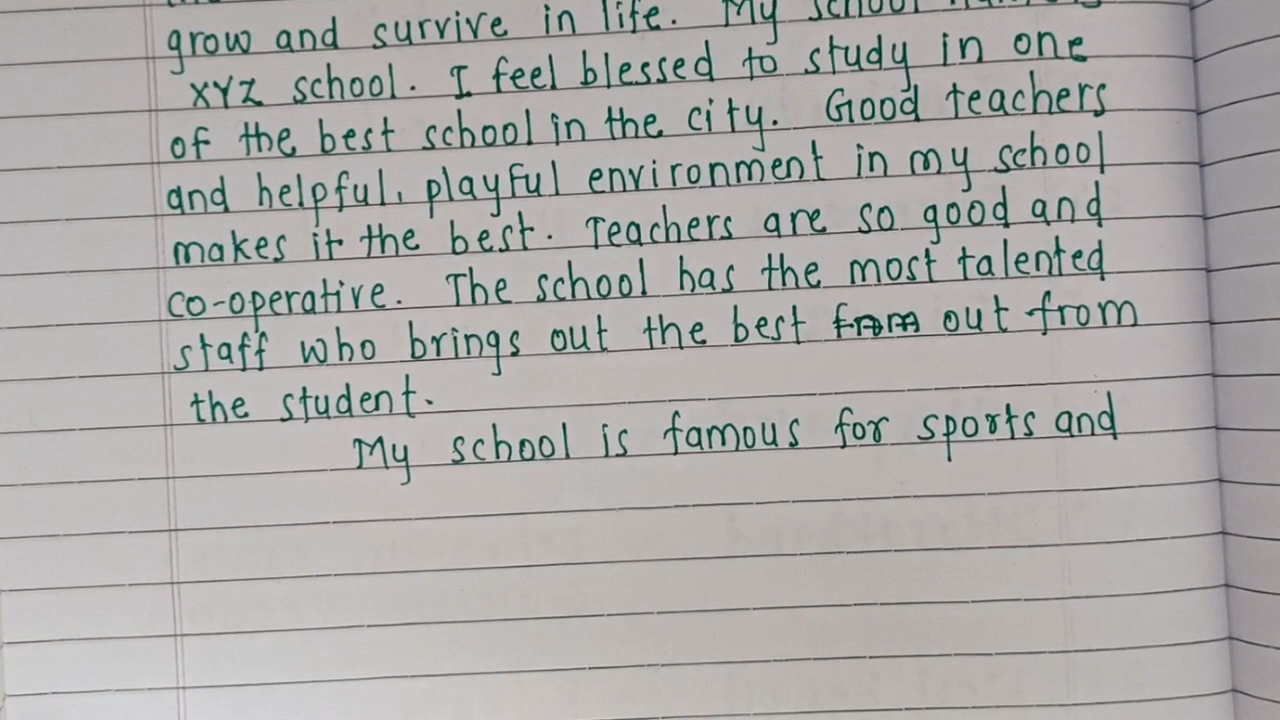 grow and survive in life. My school
XYZ school. I feel blessed to study in one
of the best school in the city. Good teachers
and helpful, playful environment in my school
makes it the best. Teachers are so good and
co-operative. The school has the most talented
staff who brings out the best from out from
the student.
My school is famous for sports and